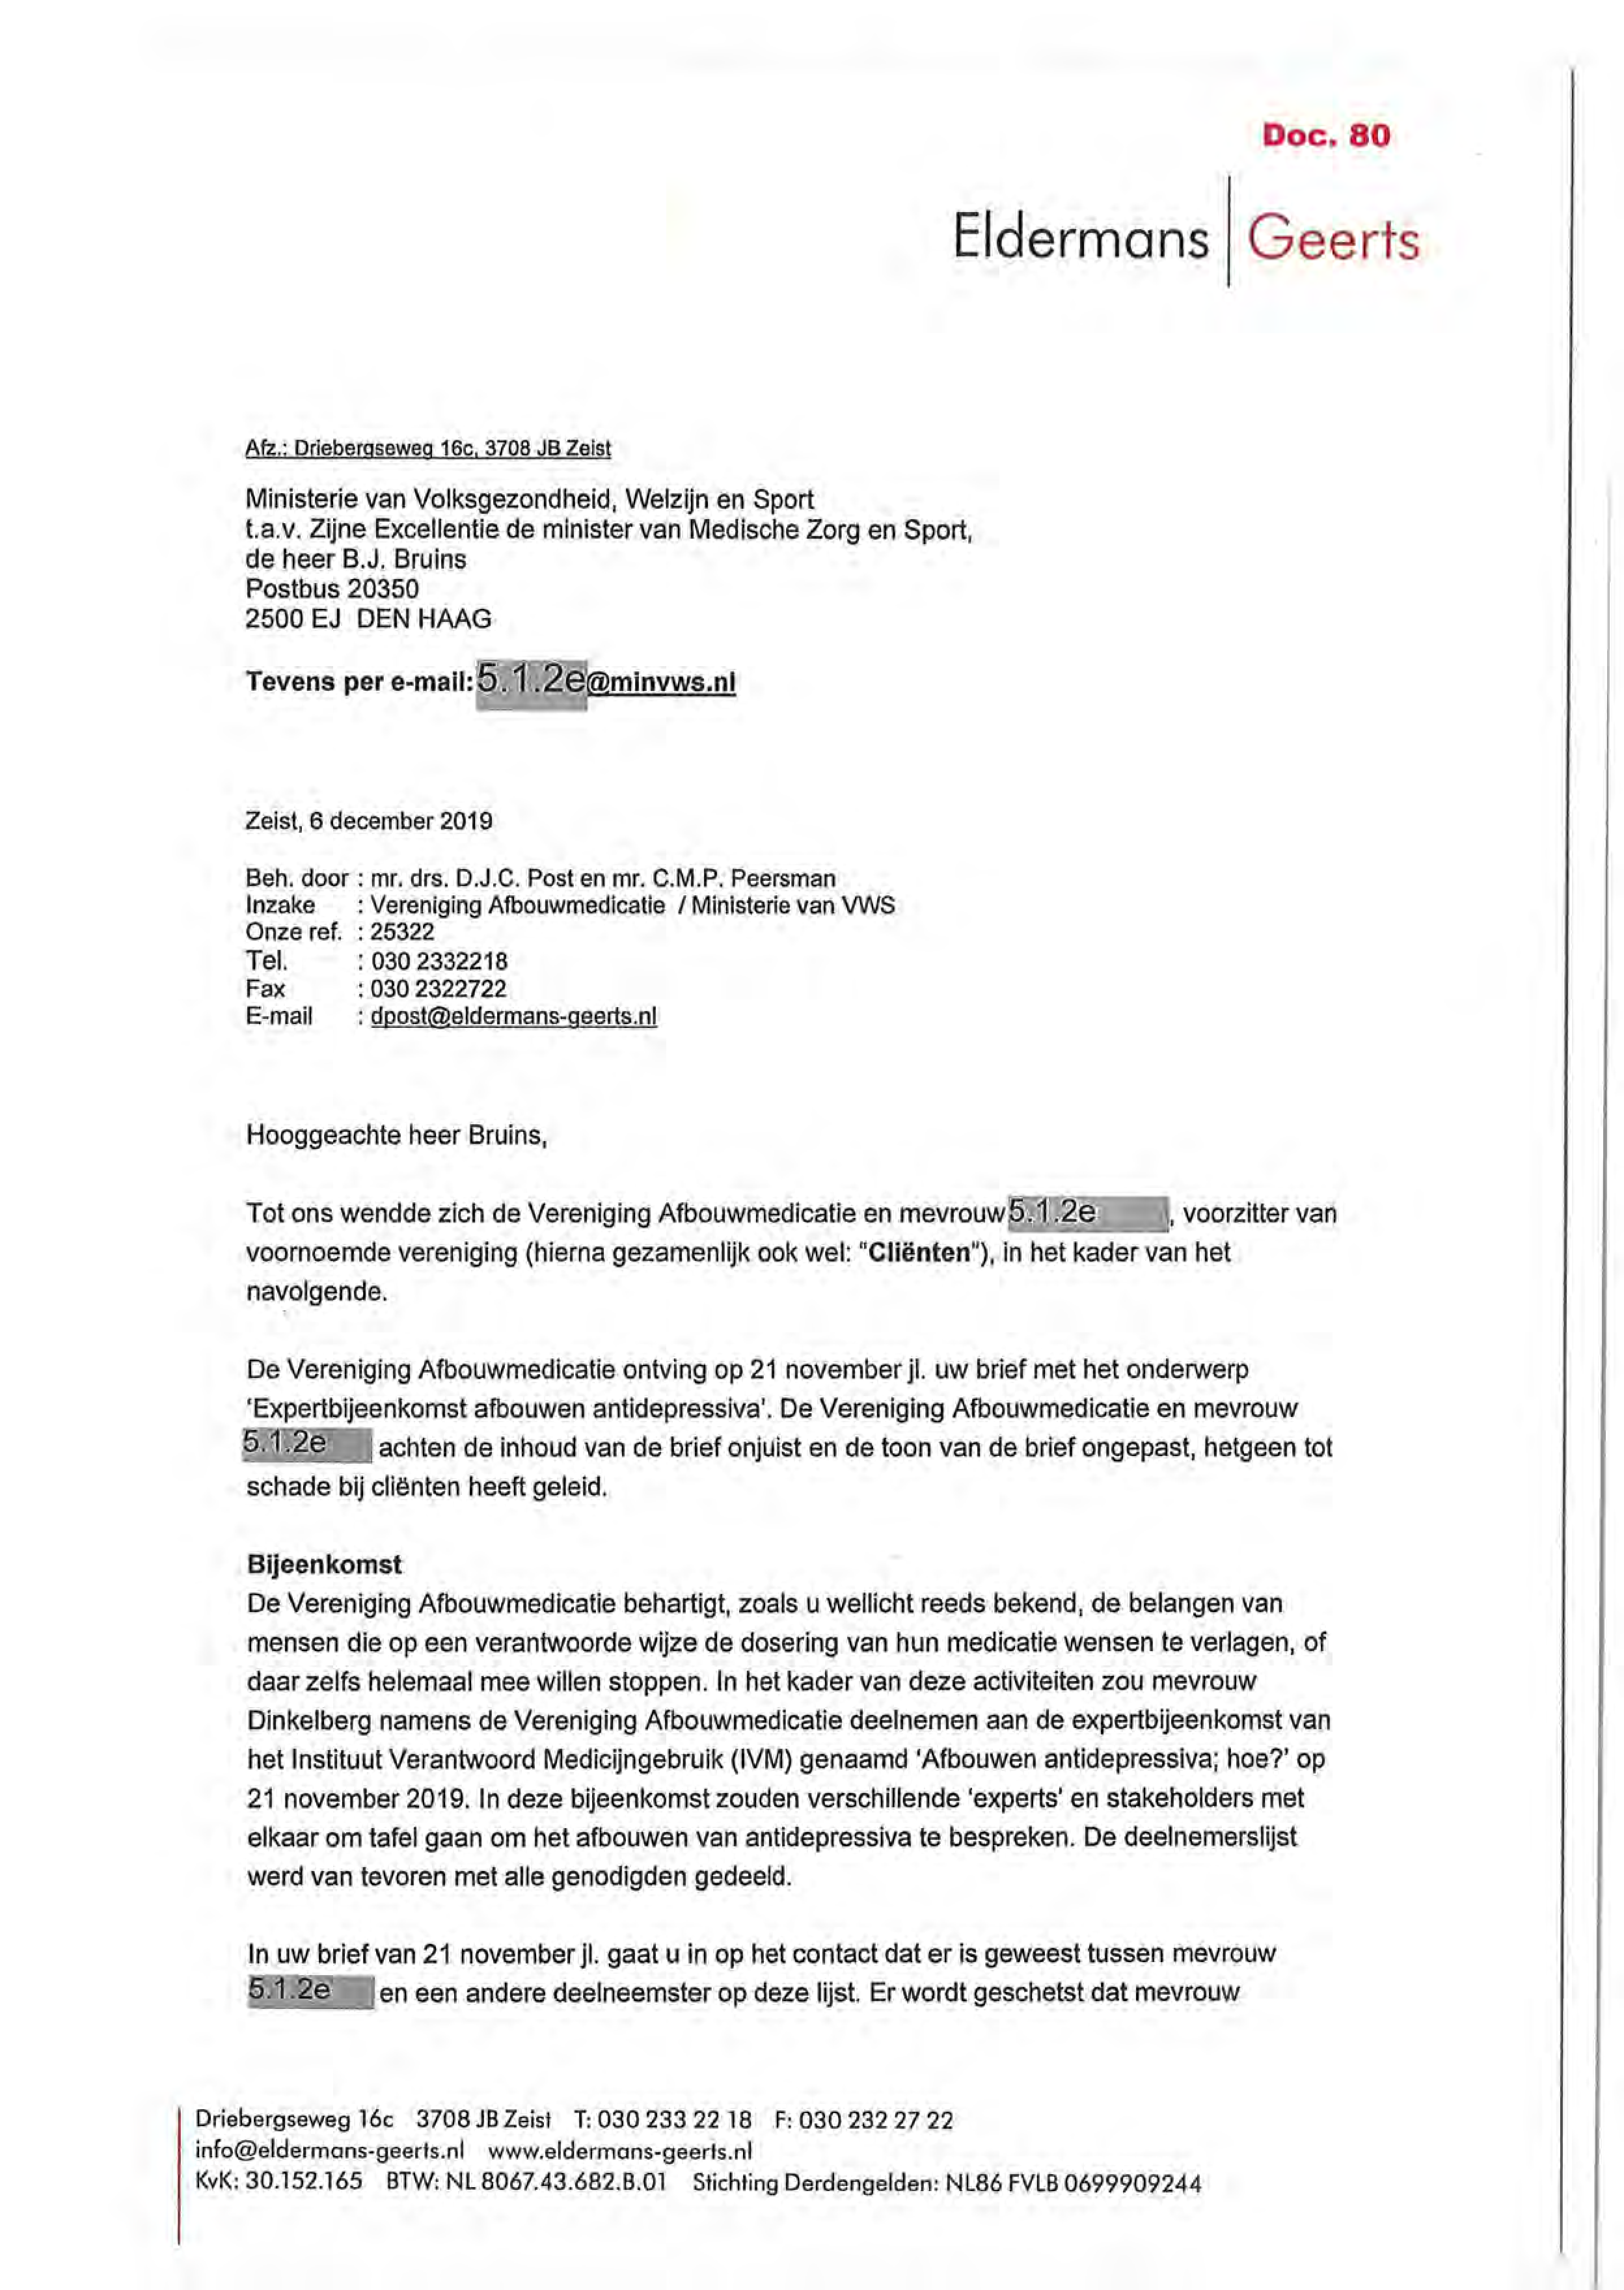 Doc. 80
Eldermans Geerts
Afz.: Driebergseweg 16c, 3708 JB Zeist
Ministerie van Volksgezondheid, Welzijn en Sport
t.a.v. Zijne Excellentie de minister van Medische Zorg en Sport,
de heer B.J. Bruins
Postbus 20350
2500 EJ DEN HAAG
Tevens per e-mail: 5.1.2e@minvws.nl
Zeist, 6 december 2019
Beh. door : mr. drs. D.J.C. Post en mr. C.M.P. Peersman
Inzake : Vereniging Afbouwmedicatie / Ministerie van VWS
Onze ref. : 25322
Tel. : 030 2332218
Fax : 030 2322722
E-mail : dpost@eldermans-geerts.nl
Hooggeachte heer Bruins,
Tot ons wendde zich de Vereniging Afbouwmedicatie en mevrouw 5.1.2e, voorzitter van
voornoemde vereniging (hierna gezamenlijk ook wel: "Cliënten"), in het kader van het
navolgende.
De Vereniging Afbouwmedicatie ontving op 21 november jl. uw brief met het onderwerp
'Expertbijeenkomst afbouwen antidepressiva'. De Vereniging Afbouwmedicatie en mevrouw
5.1.2e achten de inhoud van de brief onjuist en de toon van de brief ongepast, hetgeen tot
schade bij cliënten heeft geleid.
Bijeenkomst
De Vereniging Afbouwmedicatie behartigt, zoals u wellicht reeds bekend, de belangen van
mensen die op een verantwoorde wijze de dosering van hun medicatie wensen te verlagen, of
daar zelfs helemaal mee willen stoppen. In het kader van deze activiteiten zou mevrouw
Dinkelberg namens de Vereniging Afbouwmedicatie deelnemen aan de expertbijeenkomst van
het Instituut Verantwoord Medicijngebruik (IVM) genaamd 'Afbouwen antidepressiva; hoe?' op
21 november 2019. In deze bijeenkomst zouden verschillende 'experts' en stakeholders met
elkaar om tafel gaan om het afbouwen van antidepressiva te bespreken. De deelnemerslijst
werd van tevoren met alle genodigden gedeeld.
In uw brief van 21 november jl. gaat u in op het contact dat er is geweest tussen mevrouw
5.1.2e en een andere deelneemster op deze lijst. Er wordt geschetst dat mevrouw
Driebergseweg 16c 3708 JB Zeist T: 030 233 22 18 F: 030 232 27 22
info@eldermans-geerts.nl www.eldermans-geerts.nl
KvK: 30.152.165 BTW: NL 8067.43.682.B.01 Stichting Derdengelden: NL86 FVLB 0699909244